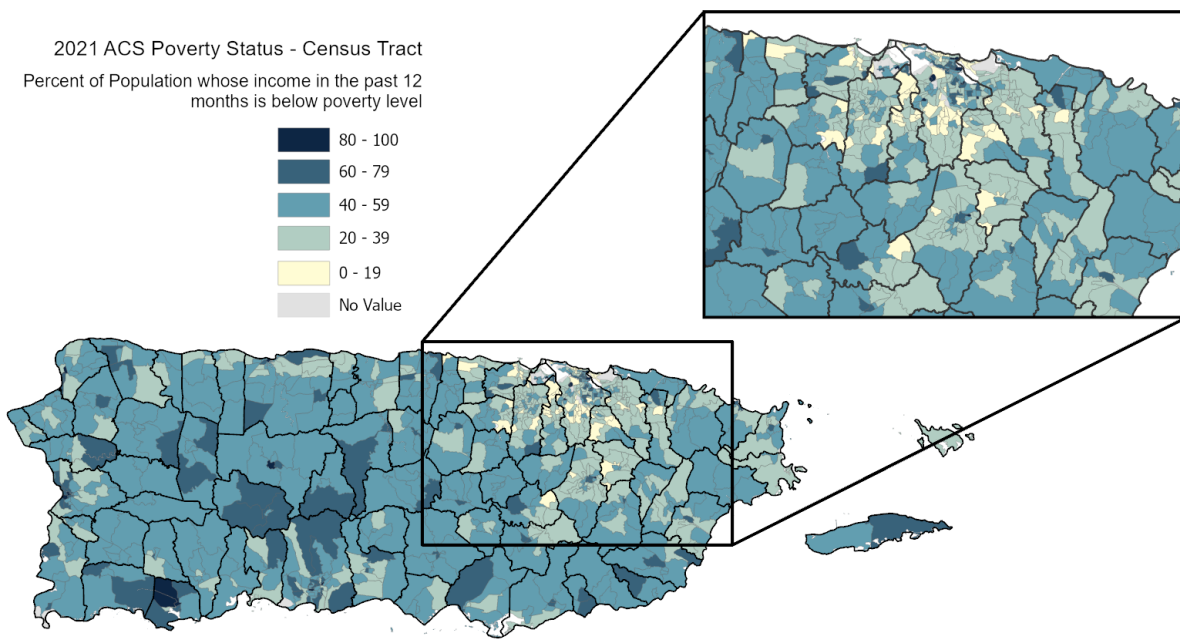 2021 ACS Poverty Status - Census Tract
Percent of Population whose income in the past 12
months is below poverty level
80 - 100
60 - 79
40 - 59
20 - 39
0 - 19
No Value